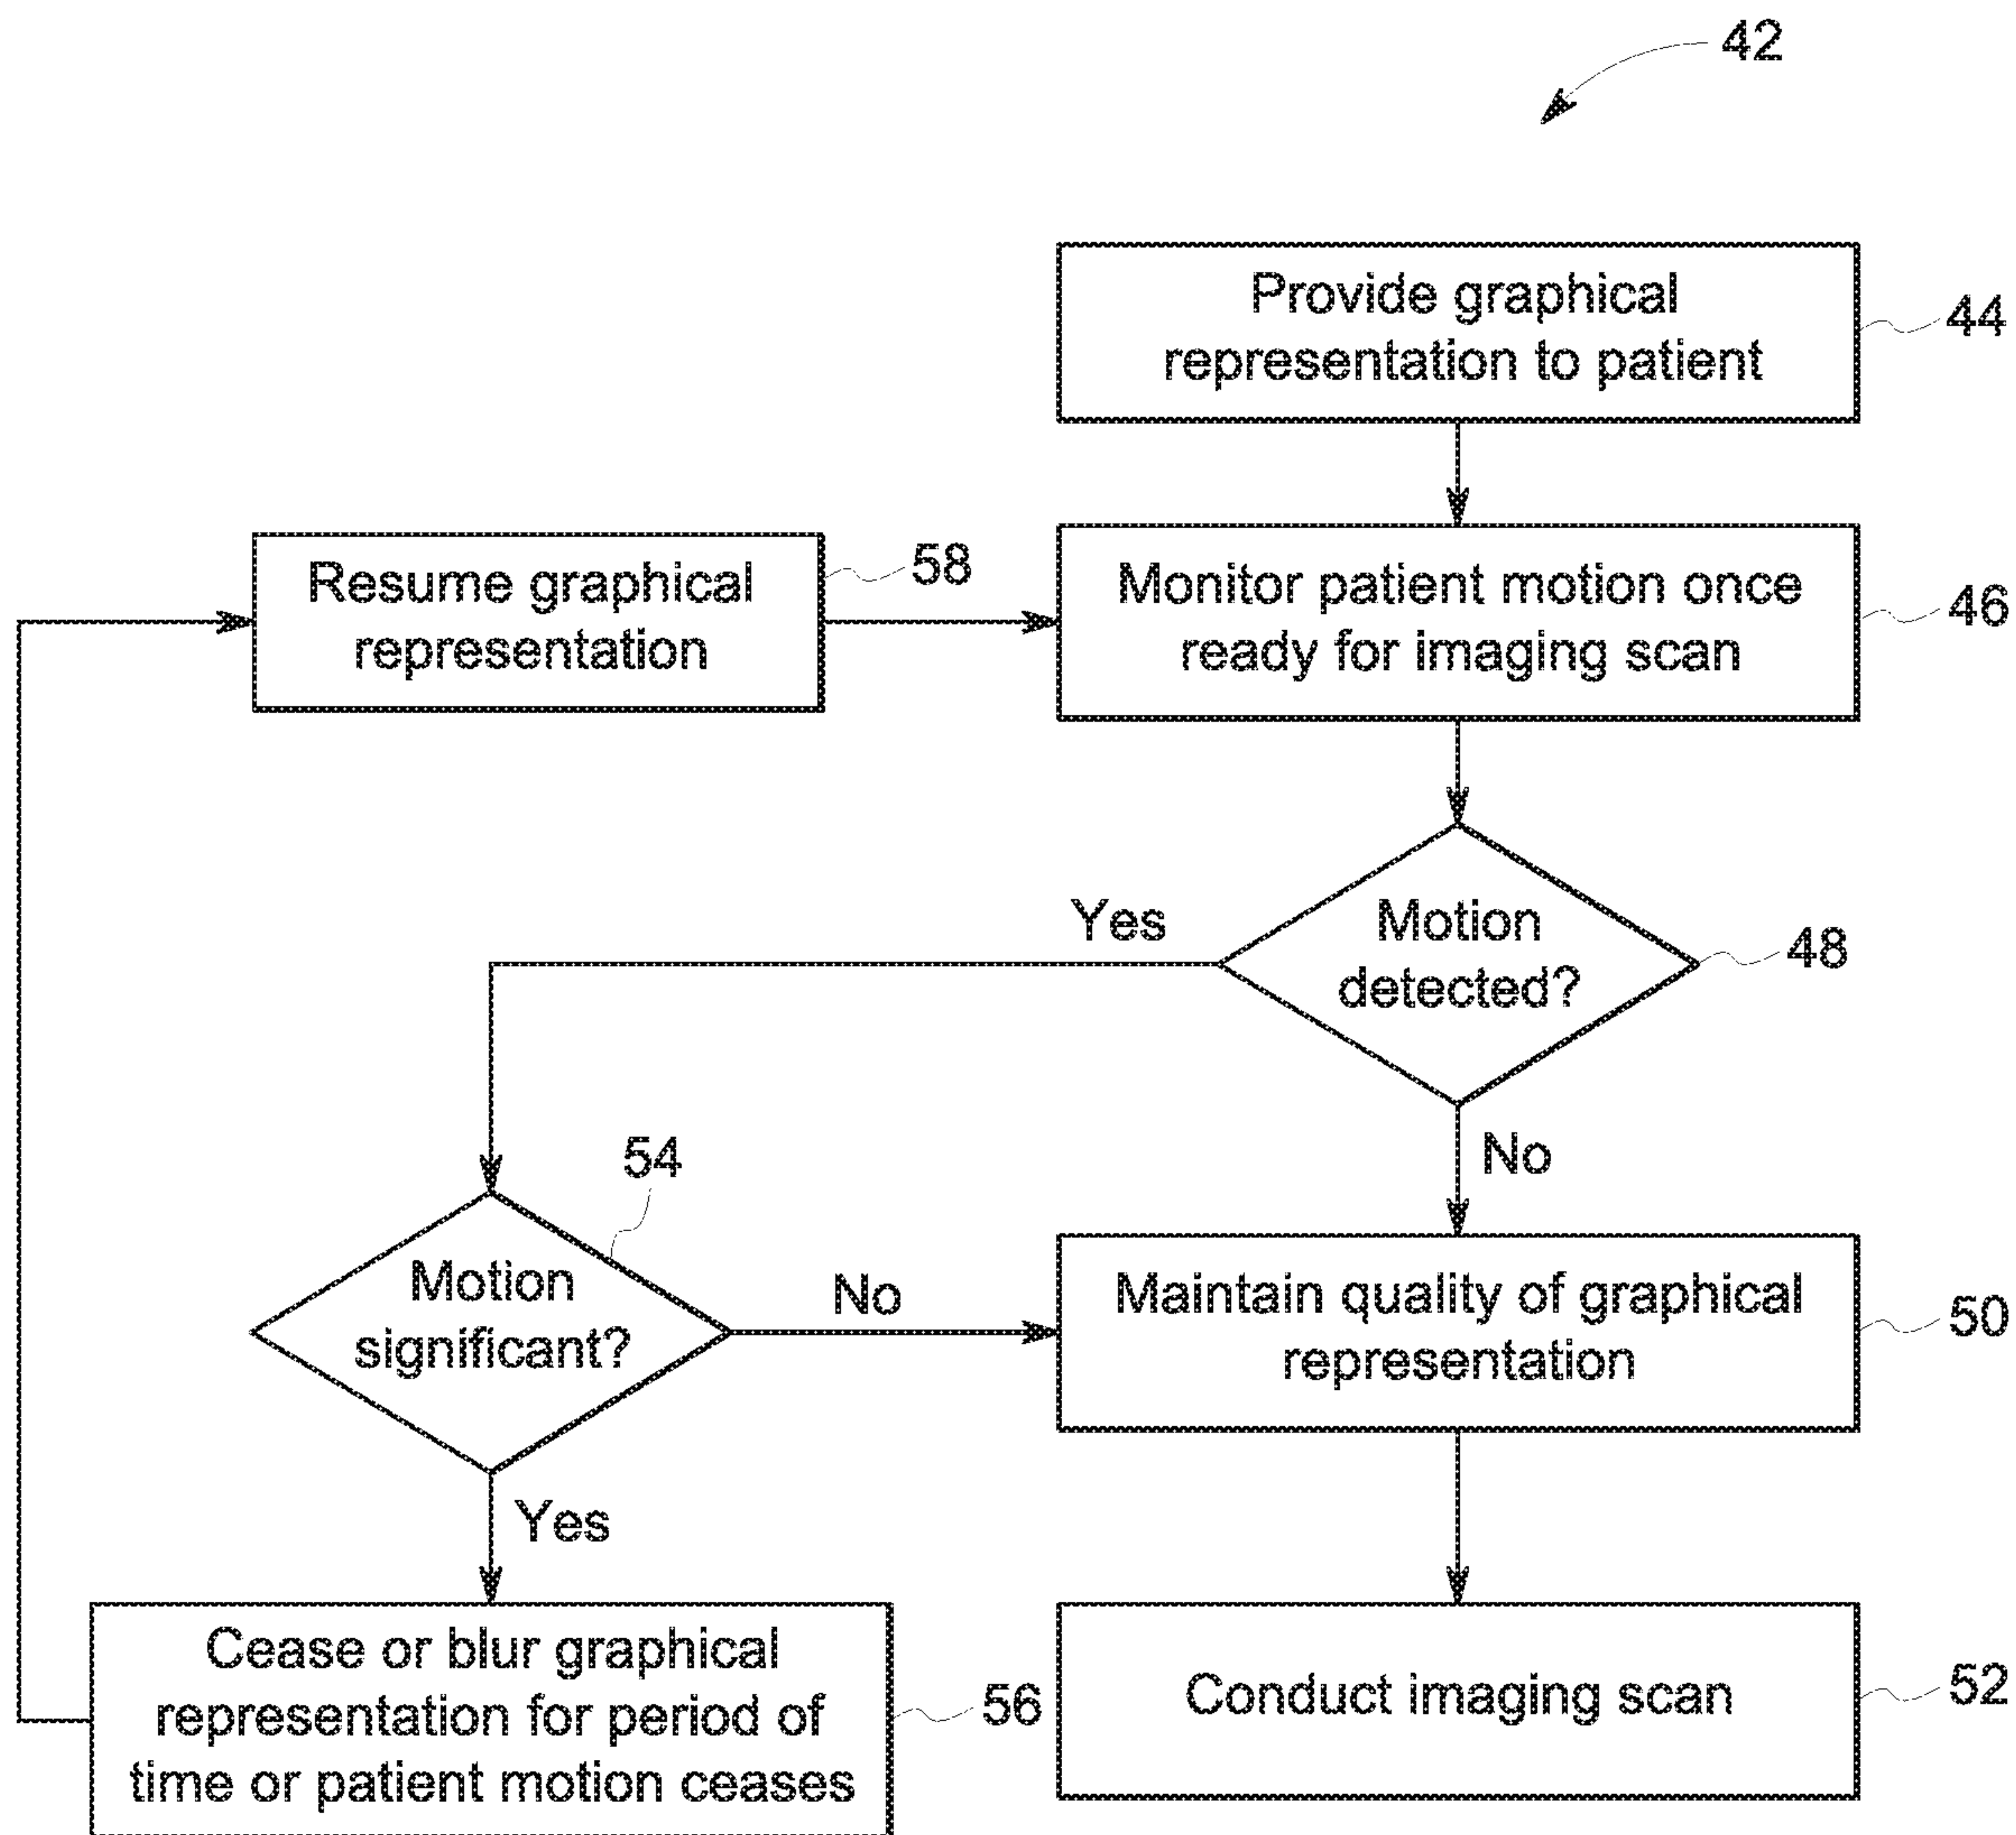 42
Provide graphical
representation to patient
44
Resume graphical
representation
58
Monitor patient motion once
ready for imaging scan
46
Motion
detected?
48
Yes
No
54
Motion
significant?
No
Yes
Maintain quality of graphical
representation
50
Cease or blur graphical
representation for period of
time or patient motion ceases
56
Conduct imaging scan
52